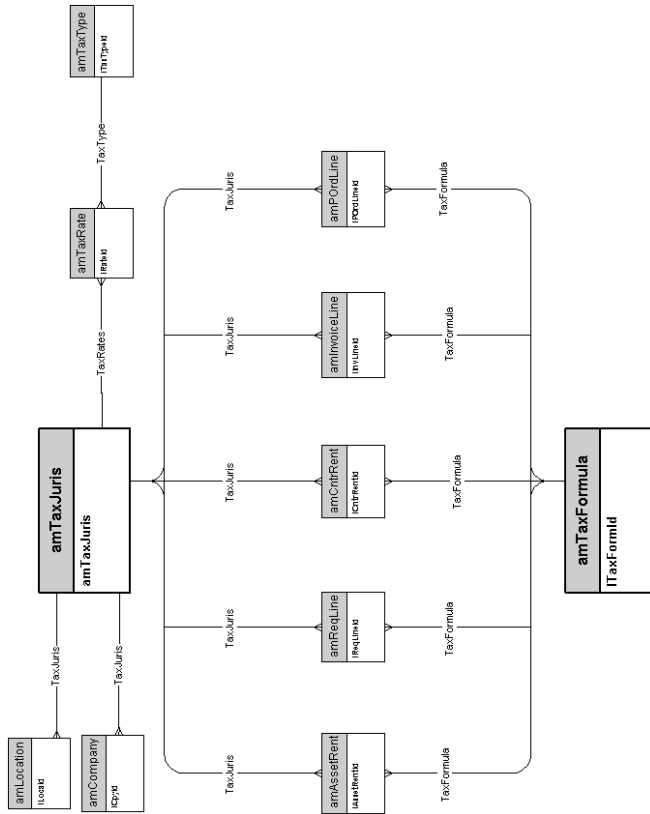 amLocation
lLocaId
amCompany
lCpyId
TaxJuris
TaxJuris
amTaxJuris
amTaxJuris
TaxRates
amTaxRate
lRateId
TaxType
amTaxType
lTaxTypeId
TaxJuris
TaxJuris
TaxJuris
TaxJuris
TaxJuris
amAssetRent
lAssetRentId
amReqLine
lReqLineId
amCntrRent
lCntrRentId
amInvoiceLine
lInvLineId
amPOrdLine
lPOrdLineId
TaxFormula
TaxFormula
TaxFormula
TaxFormula
TaxFormula
amTaxFormula
lTaxFormId